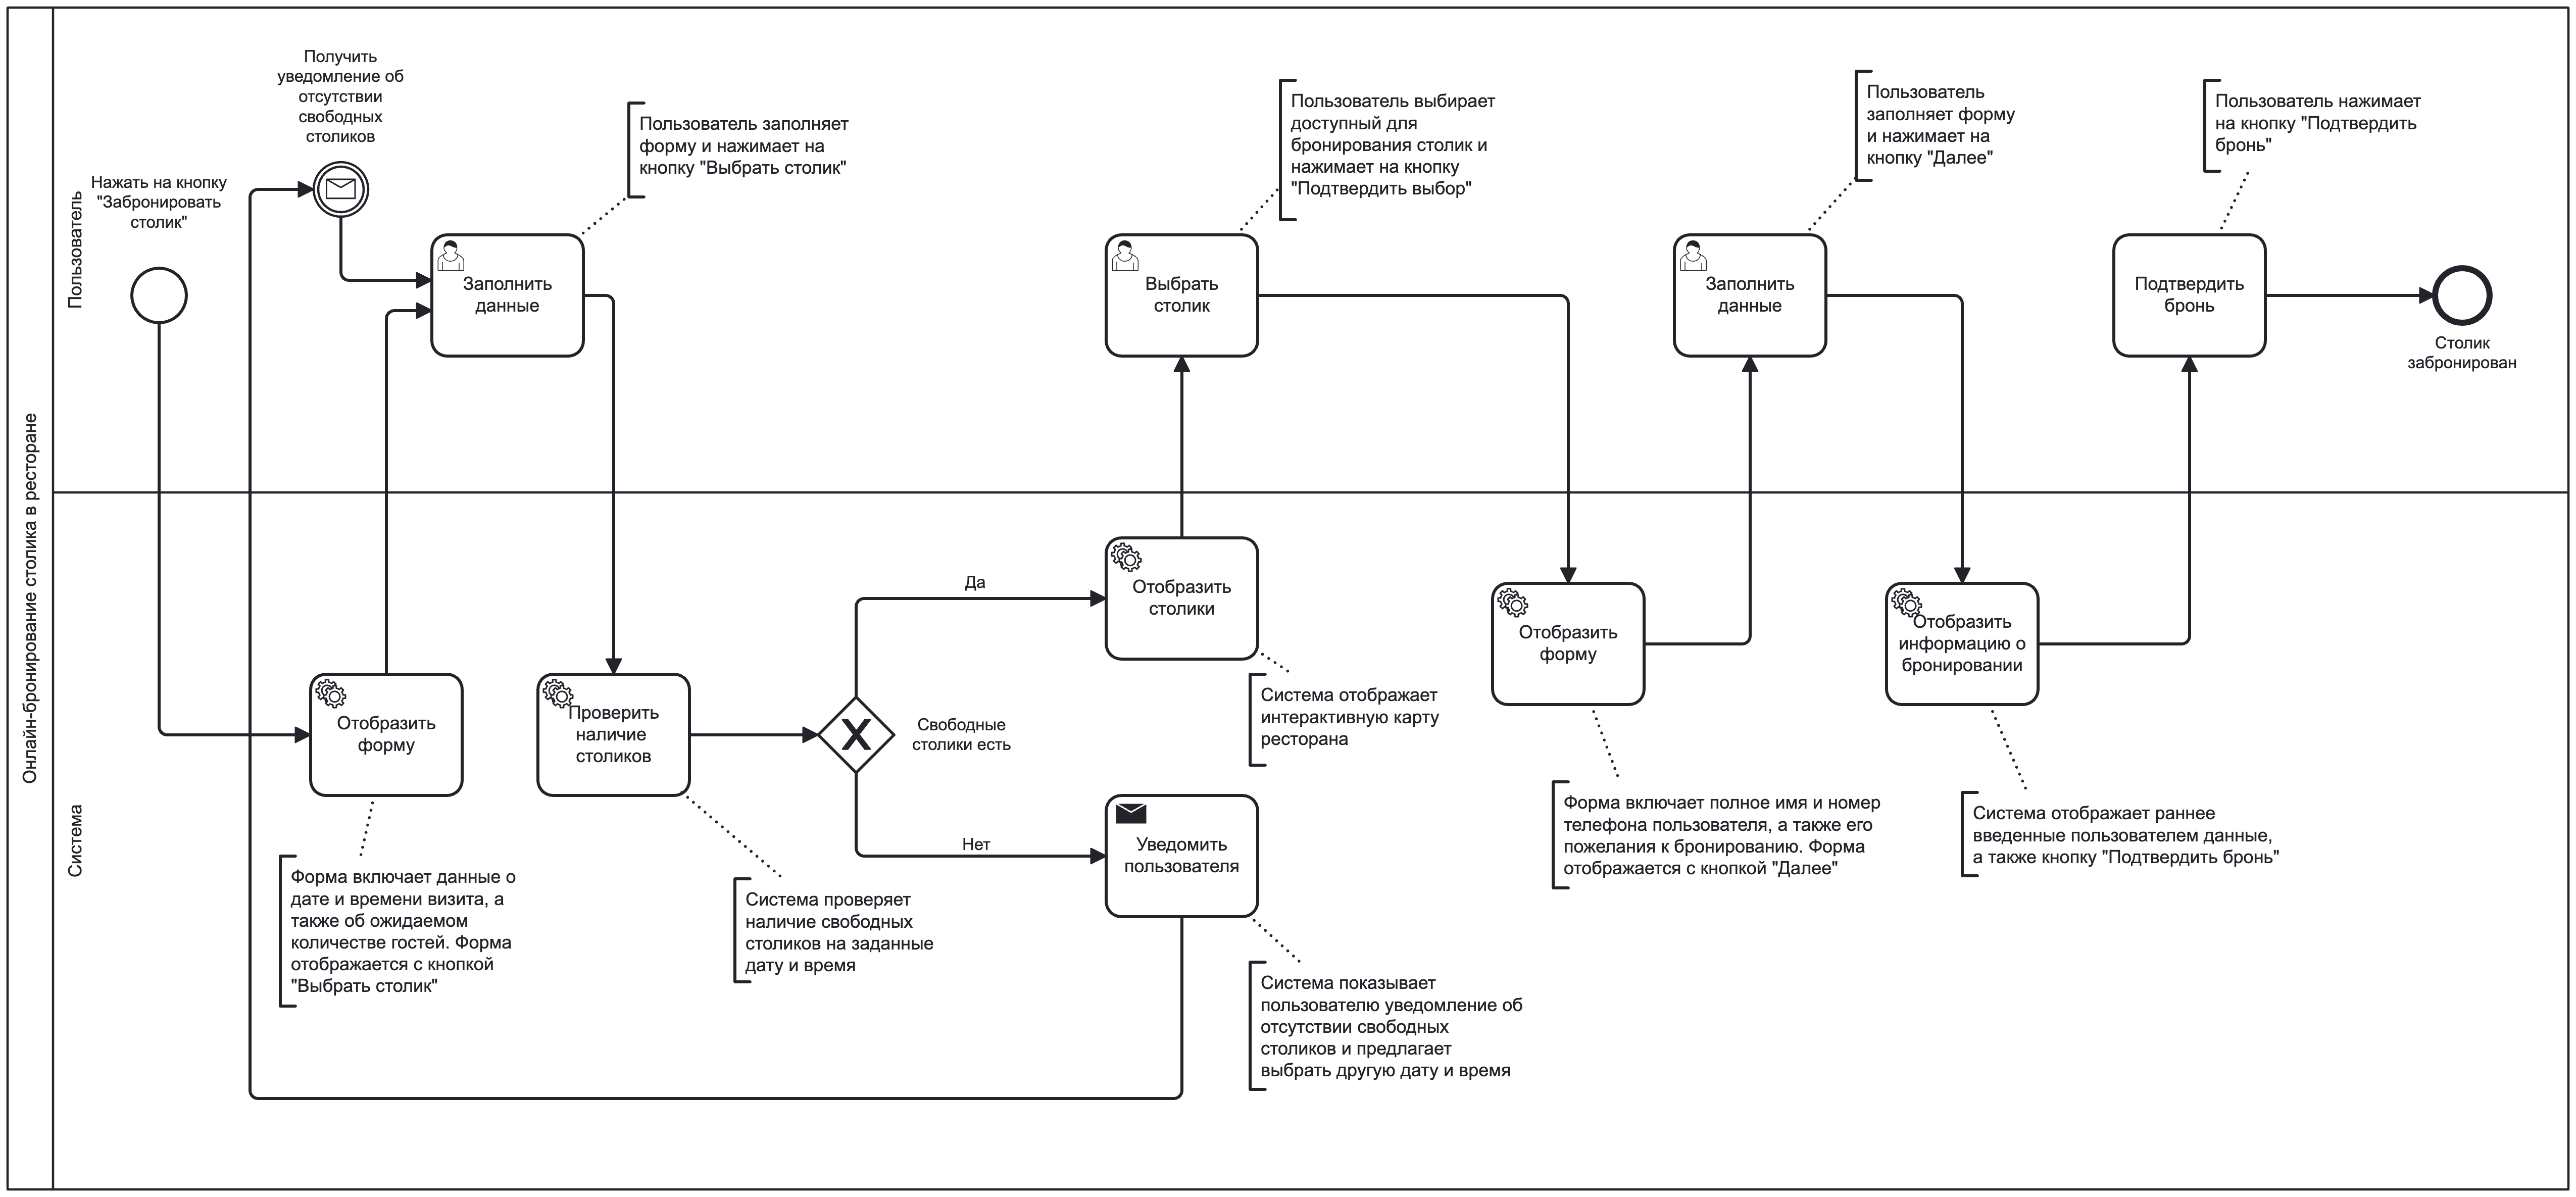 Онлайн-бронирование столика в ресторане
Пользователь
Нажать на кнопку
"Забронировать
столик"
Получить
уведомление об
отсутствии
свободных
столиков
Заполнить
данные
Пользователь заполняет
форму и нажимает на
кнопку "Выбрать столик"
Выбрать
столик
Пользователь выбирает
доступный для
бронирования столик и
нажимает на кнопку
"Подтвердить выбор"
Заполнить
данные
Пользователь
заполняет форму
и нажимает на
кнопку "Далее"
Подтвердить
бронь
Пользователь нажимает
на кнопку "Подтвердить
бронь"
Столик
забронирован
Система
Отобразить
форму
Форма включает данные о
дате и времени визита, а
также об ожидаемом
количестве гостей. Форма
отображается с кнопкой
"Выбрать столик"
Проверить
наличие
столиков
Система проверяет
наличие свободных
столиков на заданные
дату и время
X
Свободные
столики есть
Да
Отобразить
столики
Система отображает
интерактивную карту
ресторана
Нет
Уведомить
пользователя
Система показывает
пользователю уведомление об
отсутствии свободных
столиков и предлагает
выбрать другую дату и время
Отобразить
форму
Форма включает полное имя и номер
телефона пользователя, а также его
пожелания к бронированию. Форма
отображается с кнопкой "Далее"
Отобразить
информацию о
бронировании
Система отображает раннее
введенные пользователем данные,
а также кнопку "Подтвердить бронь"